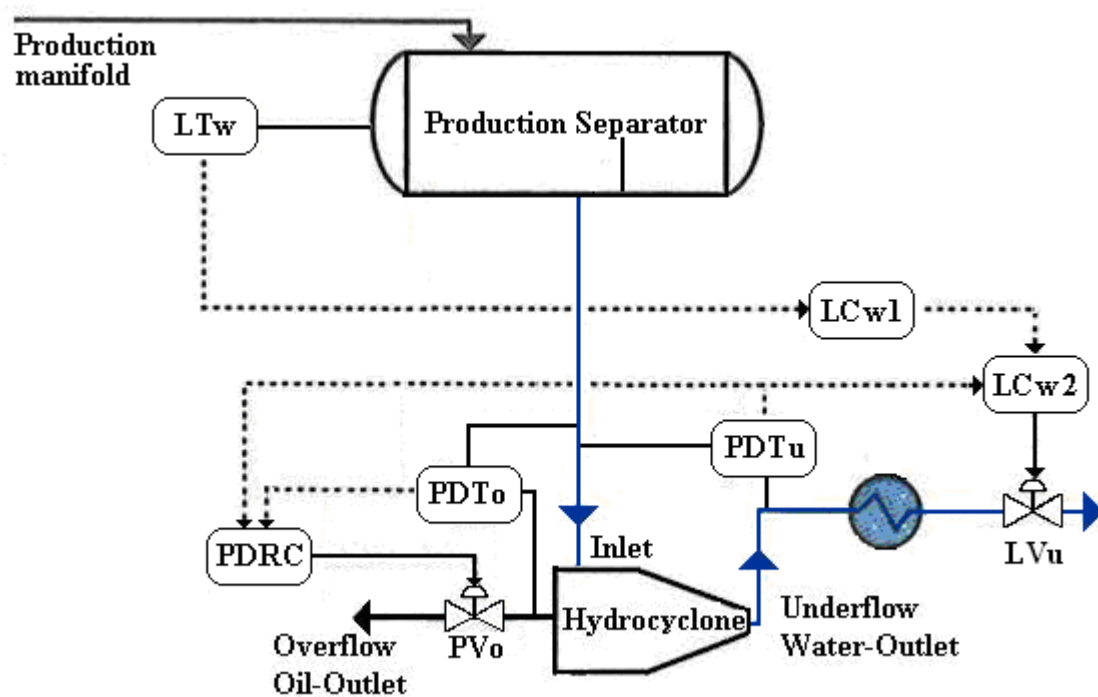 Production
manifold
LTw
Production Separator
LCw1
LCw2
PDTu
PDTo
PDRC
Inlet
LVu
Hydrocyclone
Underflow
Water-Outlet
PVo
Overflow
Oil-Outlet